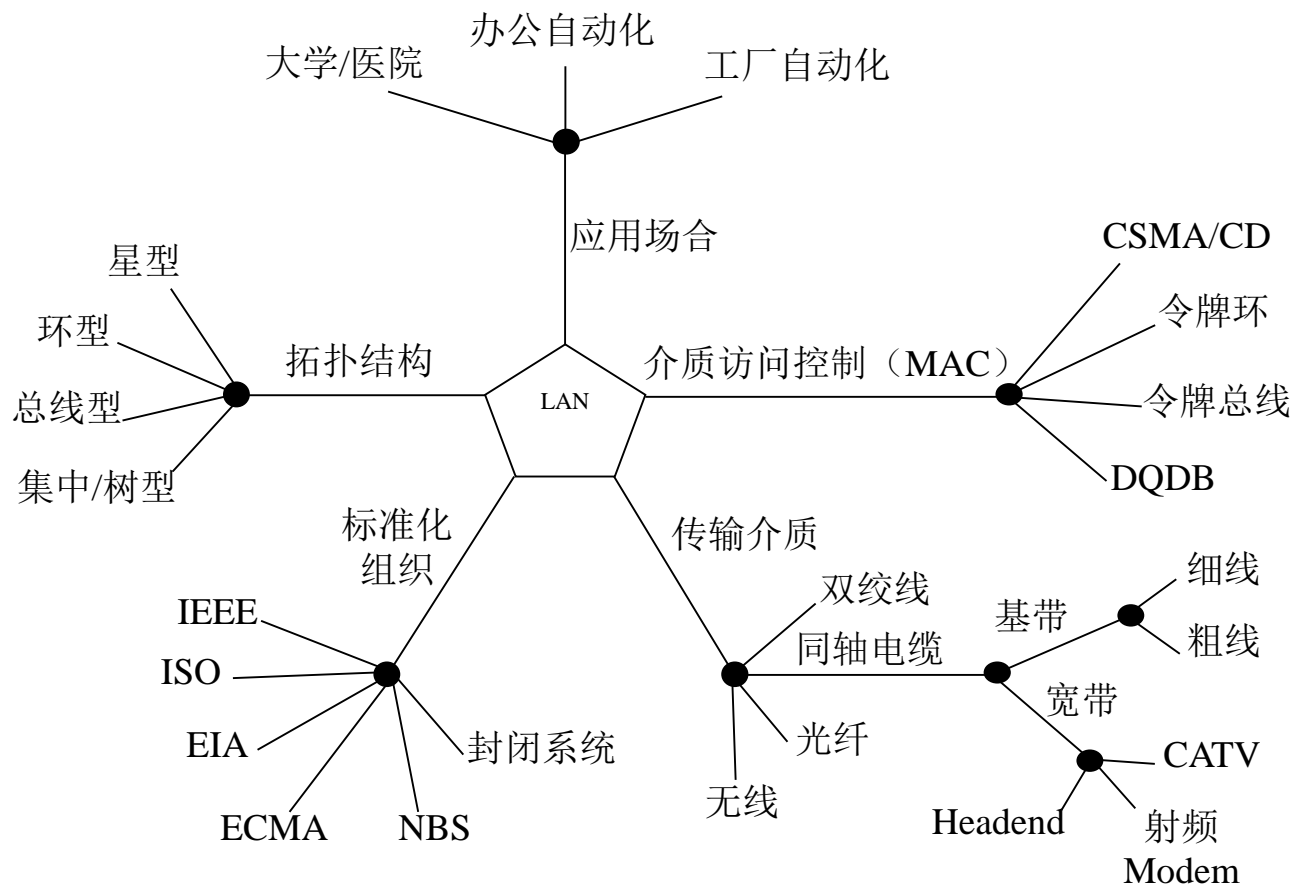 办公自动化
大学/医院
工厂自动化
应用场合
星型
环型
总线型
集中/树型
拓扑结构
LAN
介质访问控制（MAC）
CSMA/CD
令牌环
令牌总线
DQDB
标准化
组织
IEEE
ISO
EIA
ECMA
NBS
封闭系统
传输介质
双绞线
同轴电缆
光纤
无线
基带
细线
粗线
宽带
CATV
Headend
射频
Modem